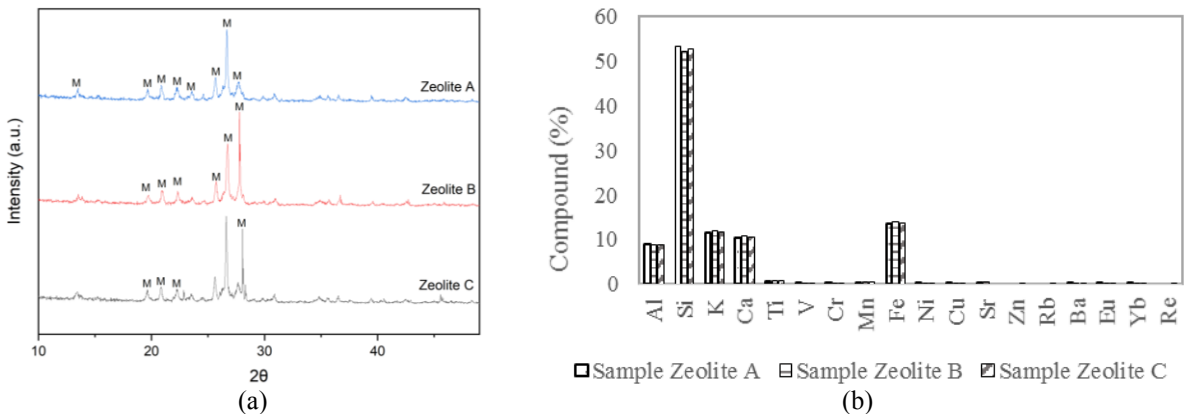 (a)
M
M M M M M M M
Zeolite A
M
M
M M M M
Zeolite B
M
M M M
Zeolite C
Intensity (a.u.)
10 20 30 40
2θ
(a)
(b)
60
50
40
30
20
10
0
Compound (%)
Al Si K Ca Ti V Cr Mn Fe Ni Cu Sr Zn Rb Ba Eu Yb Re
Sample Zeolite A Sample Zeolite B Sample Zeolite C
(b)